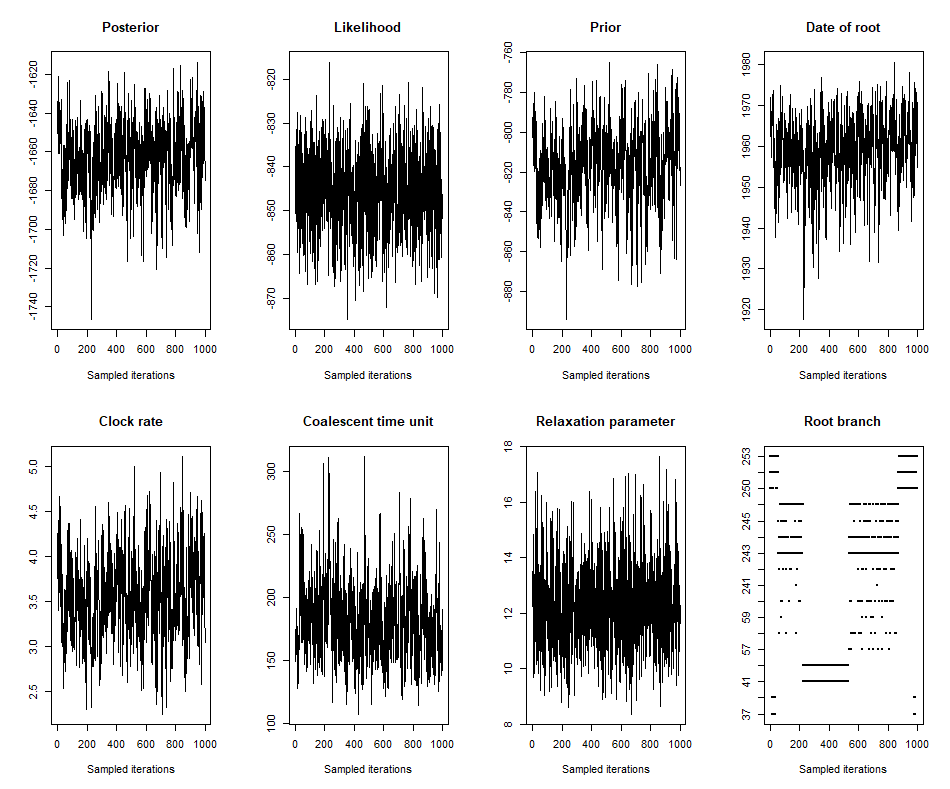 Posterior
-1740 -1720 -1700 -1680 -1660 -1640 -1620
0 200 400 600 800 1000
Sampled iterations
Likelihood
-870 -860 -850 -840 -830 -820
0 200 400 600 800 1000
Sampled iterations
Prior
-880 -860 -840 -820 -800 -780 -760
0 200 400 600 800 1000
Sampled iterations
Date of root
1920 1930 1940 1950 1960 1970 1980
0 200 400 600 800 1000
Sampled iterations
Clock rate
2.5 3.0 3.5 4.0 4.5 5.0
0 200 400 600 800 1000
Sampled iterations
Coalescent time unit
100 150 200 250 300
0 200 400 600 800 1000
Sampled iterations
Relaxation parameter
8 10 12 14 16 18
0 200 400 600 800 1000
Sampled iterations
Root branch
37 41 57 59 241 243 245 250 253
0 200 400 600 800 1000
Sampled iterations